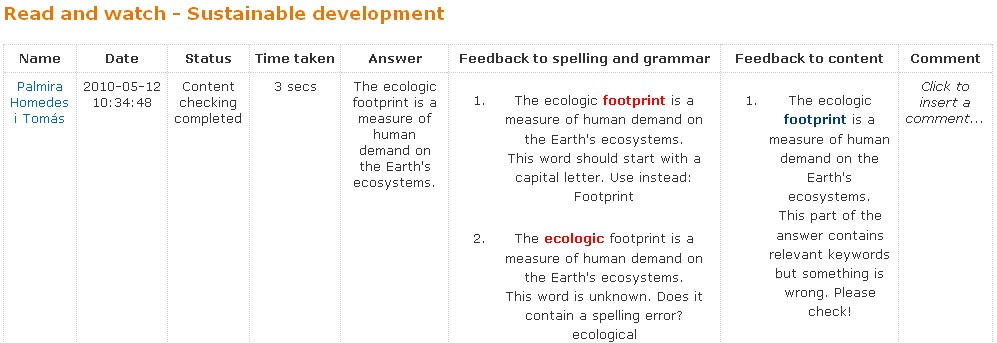 Read and watch – Sustainable development
Name
Date
Status
Time taken
Answer
Feedback to spelling and grammar
Feedback to content
Comment
Palmira
Homedes
i Tomás
2010-05-12
10:34:48
Content
checking
completed
3 secs
The ecologic
footprint is a
measure of
human
demand on
the Earth's
ecosystems.
1. The ecologic footprint is a
measure of human demand on
the Earth's ecosystems.
This word should start with a
capital letter. Use instead:
Footprint
2. The ecologic footprint is a
measure of human demand on
the Earth's ecosystems.
This word is unknown. Does it
contain a spelling error?
ecological
1. The ecologic
footprint is a
measure of human
demand on the
Earth's
ecosystems.
This part of the
answer contains
relevant keywords
but something is
wrong. Please
check!
Click to
insert a
comment...